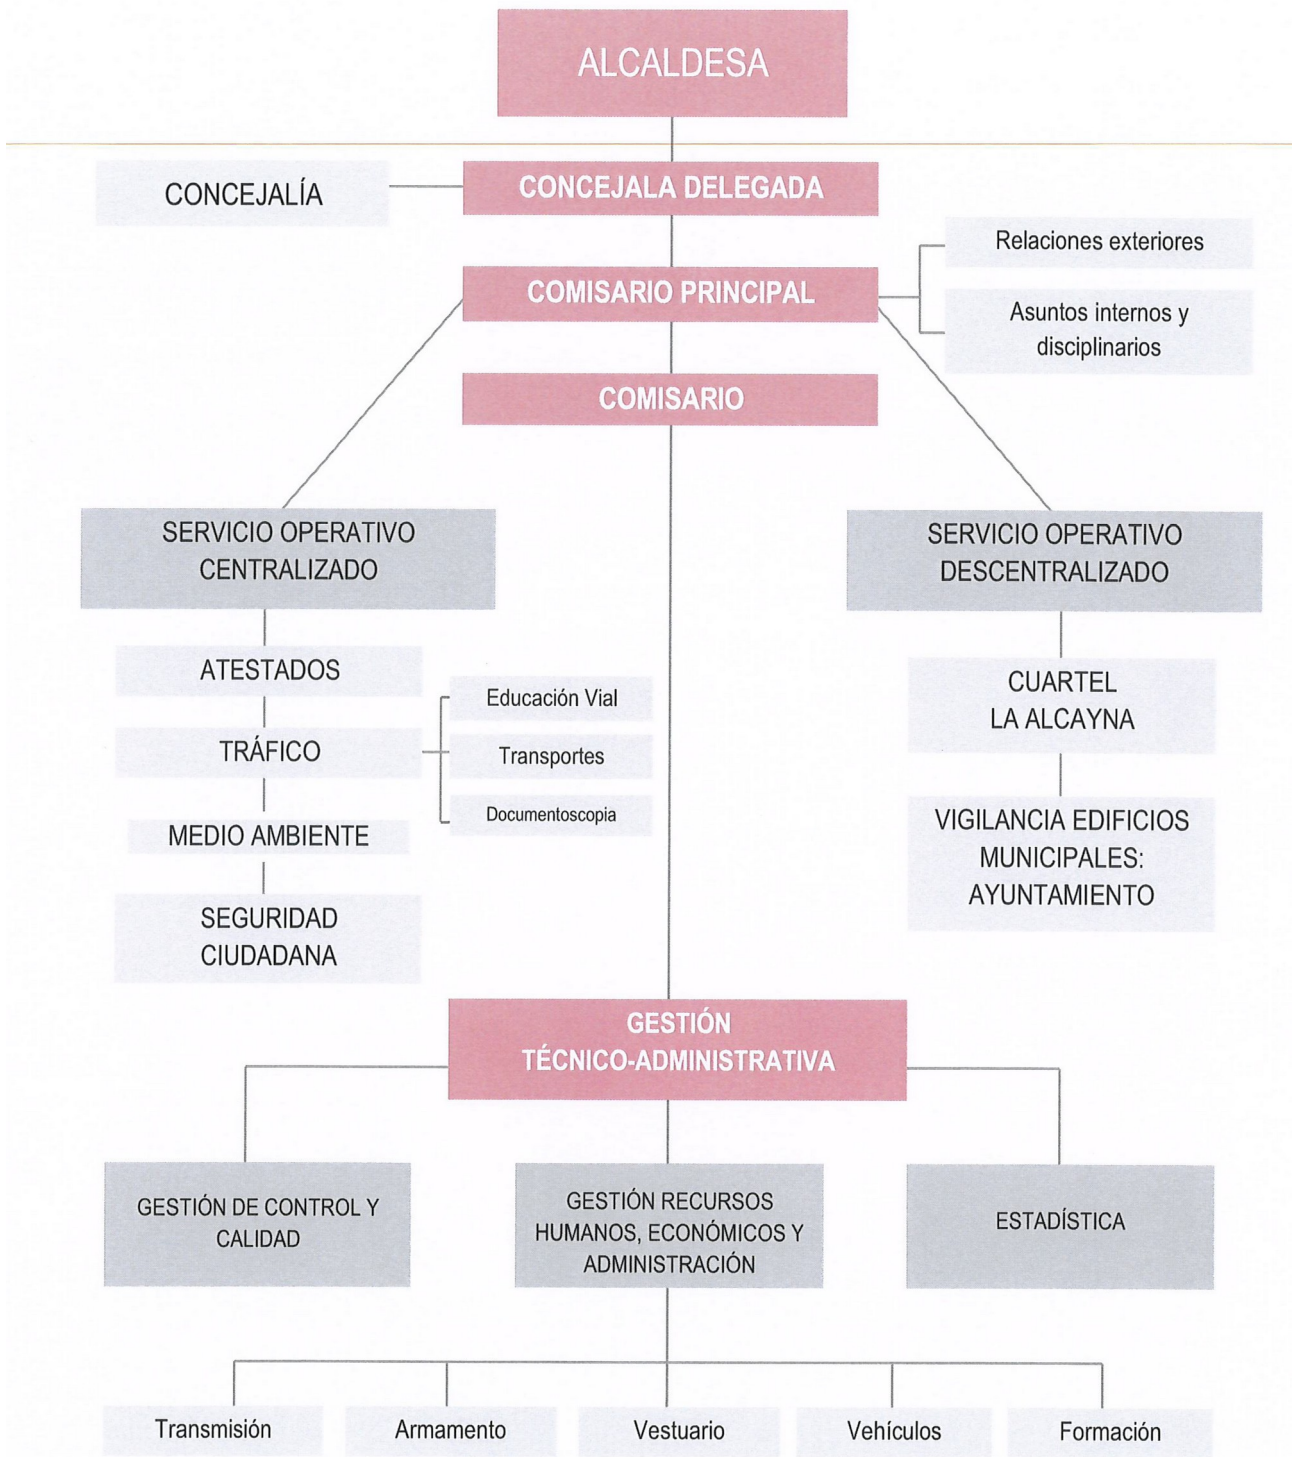 ALCALDESA
CONCEJALÍA
CONCEJALA DELEGADA
Relaciones exteriores
COMISARIO PRINCIPAL
Asuntos internos y
disciplinarios
COMISARIO
SERVICIO OPERATIVO
CENTRALIZADO
SERVICIO OPERATIVO
DESCENTRALIZADO
ATESTADOS
TRÁFICO
Educación Vial
Transportes
Documentoscopia
MEDIO AMBIENTE
SEGURIDAD
CIUDADANA
CUARTEL
LA ALCAYNA
VIGILANCIA EDIFICIOS
MUNICIPALES:
AYUNTAMIENTO
GESTIÓN
TÉCNICO-ADMINISTRATIVA
GESTIÓN DE CONTROL Y
CALIDAD
GESTIÓN RECURSOS
HUMANOS, ECONÓMICOS Y
ADMINISTRACIÓN
ESTADÍSTICA
Transmisión
Armamento
Vestuario
Vehículos
Formación